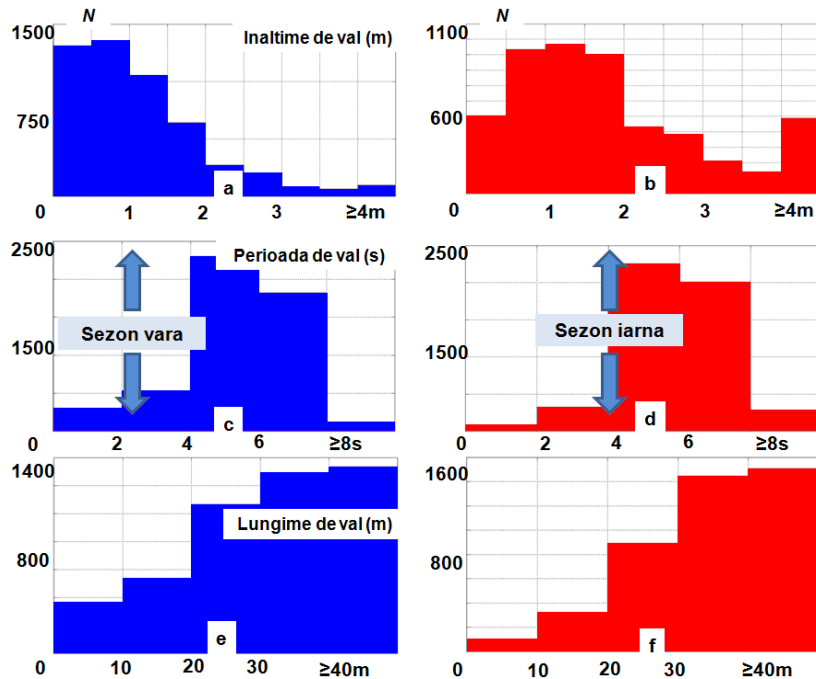 N
1500
Inaltime de val (m)
750
a
0
1
2
3
≥4m
N
1100
600
b
0
1
2
3
≥4m
2500
Perioada de val (s)
1500
Sezon vara
c
0
2
4
6
≥8s
2500
1500
Sezon iarna
d
0
2
4
6
≥8s
1400
Lungime de val (m)
800
e
0
10
20
30
≥40m
1600
800
f
0
10
20
30
≥40m